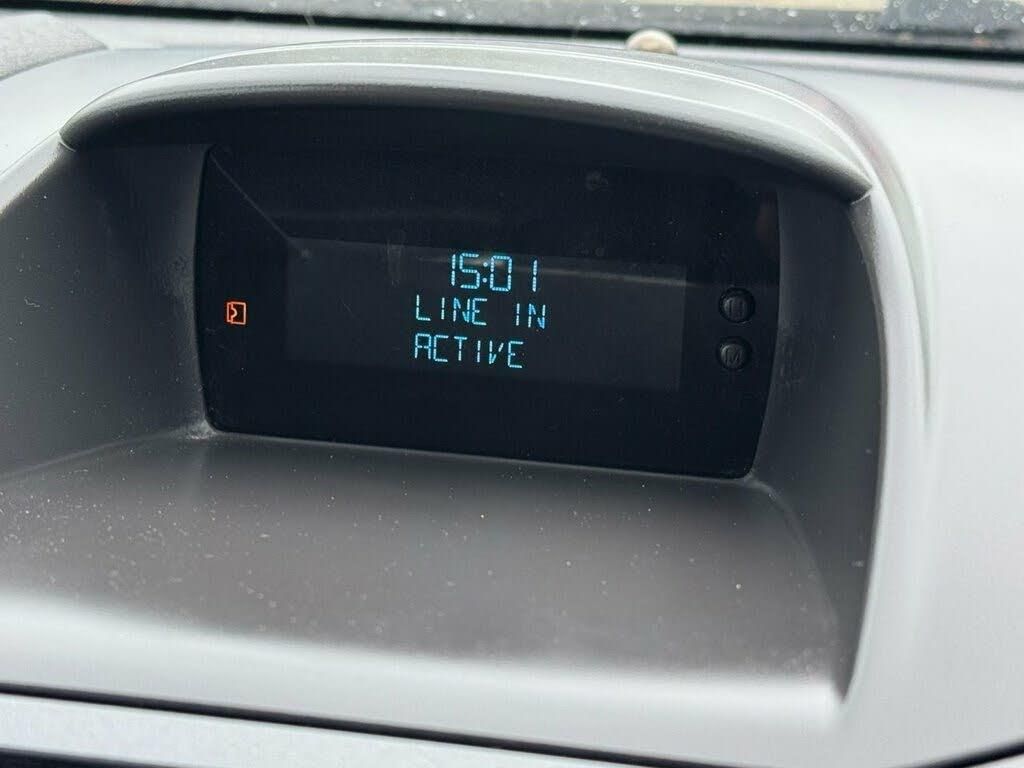 15:01
LINE IN
ACTIVE
H
M